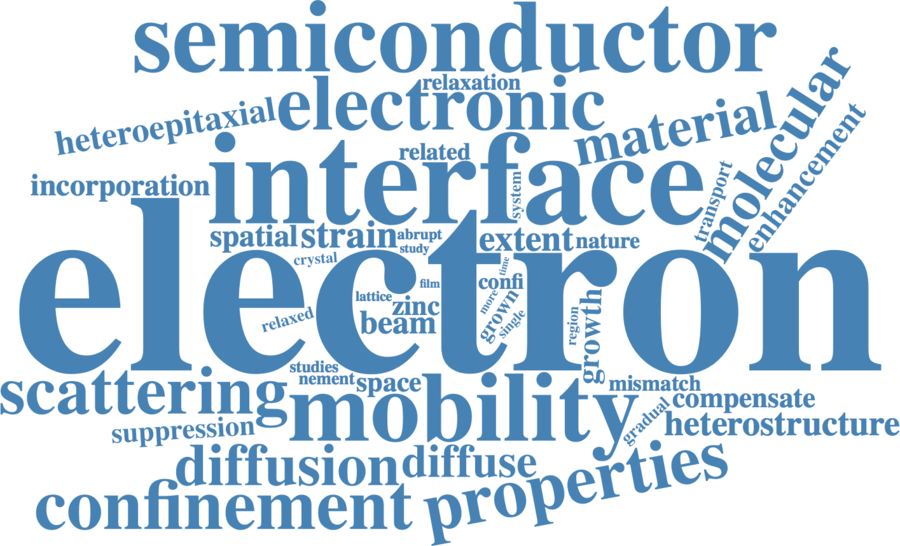 semiconductor
relaxation
electronic
heteroepitaxial
material
molecular
enhancement
interface
related
incorporation
system
transport
spatial
strain
abrupt
study
extent
nature
electron
crystal
film
time
confi
lattice
zinc
more
grown
single
relaxed
beam
region
growth
studies
nement
space
scattering
mobility
mismatch
compensate
gradual
heterostructure
suppression
diffusion
diffuse
properties
confinement